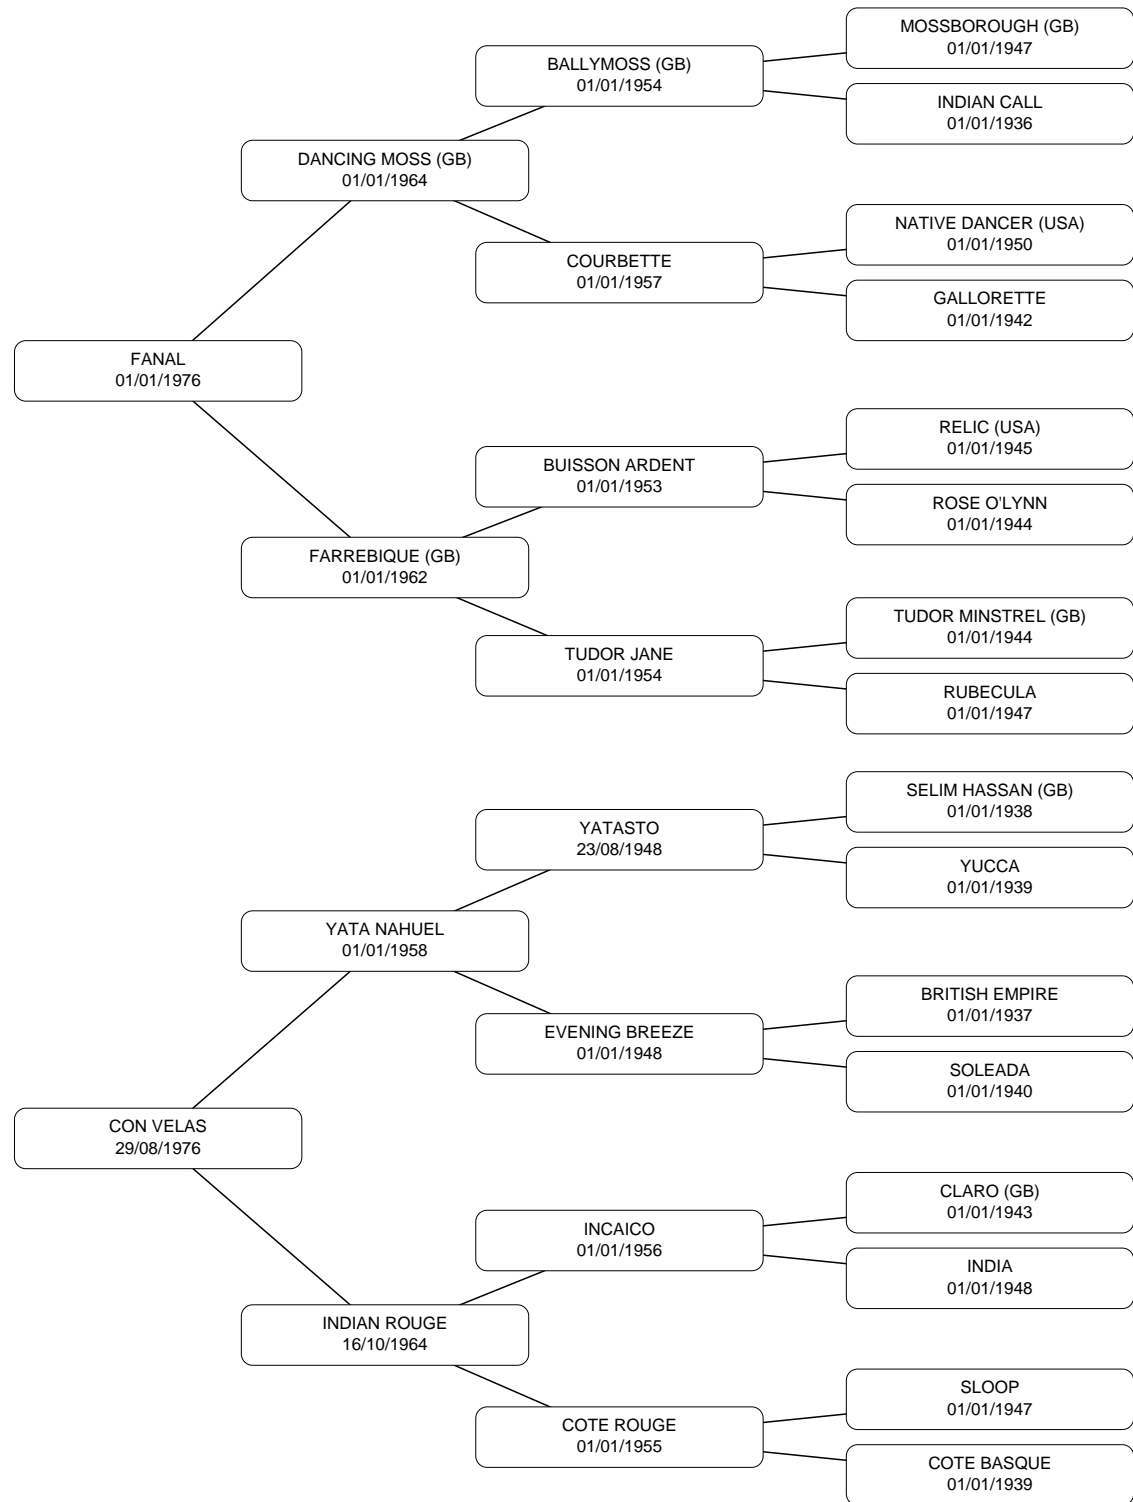 MOSSBOROUGH (GB)
01/01/1947
BALLYMOSS (GB)
01/01/1954
INDIAN CALL
01/01/1936
DANCING MOSS (GB)
01/01/1964
NATIVE DANCER (USA)
01/01/1950
COURBETTE
01/01/1957
GALLORETTE
01/01/1942
FANAL
01/01/1976
RELIC (USA)
01/01/1945
BUISSON ARDENT
01/01/1953
ROSE O'LYNN
01/01/1944
FARREBIQUE (GB)
01/01/1962
TUDOR MINSTREL (GB)
01/01/1944
TUDOR JANE
01/01/1954
RUBECULA
01/01/1947
SELIM HASSAN (GB)
01/01/1938
YATASTO
23/08/1948
YUCCA
01/01/1939
YATA NAHUEL
01/01/1958
BRITISH EMPIRE
01/01/1937
EVENING BREEZE
01/01/1948
SOLEADA
01/01/1940
CON VELAS
29/08/1976
CLARO (GB)
01/01/1943
INCAICO
01/01/1956
INDIA
01/01/1948
INDIAN ROUGE
16/10/1964
SLOOP
01/01/1947
COTE ROUGE
01/01/1955
COTE BASQUE
01/01/1939